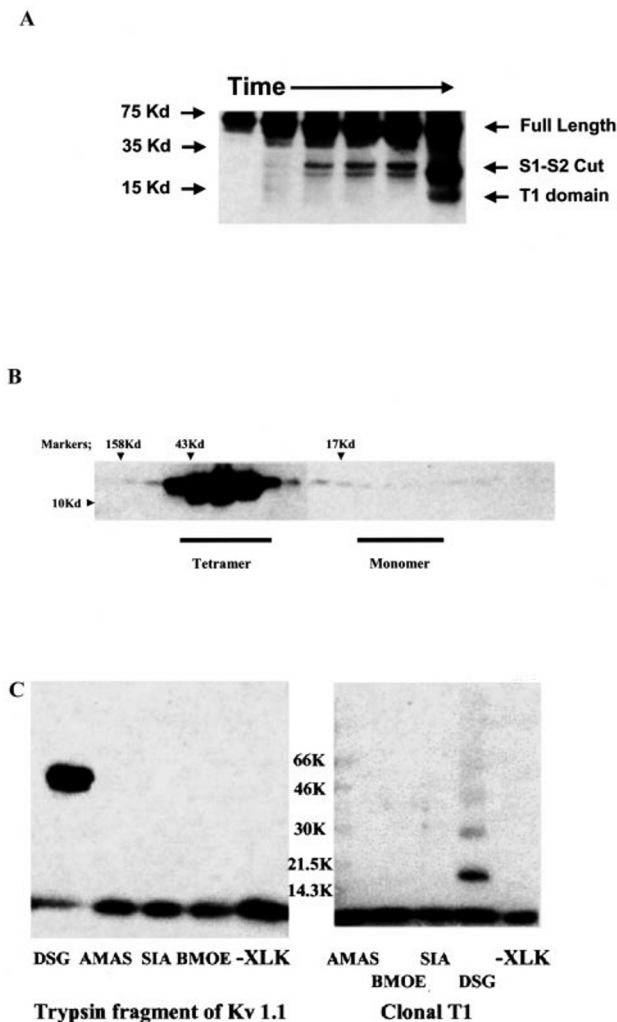 A
Time
75 Kd
Full Length
35 Kd
S1-S2 Cut
15 Kd
T1 domain
B
Markers; 158Kd 43Kd 17Kd
10Kd
Tetramer Monomer
C
66K
46K
30K
21.5K
14.3K
DSG AMAS SIA BMOE -XLK
AMAS SIA -XLK
BMOE DSG
Trypsin fragment of Kv 1.1 Clonal T1